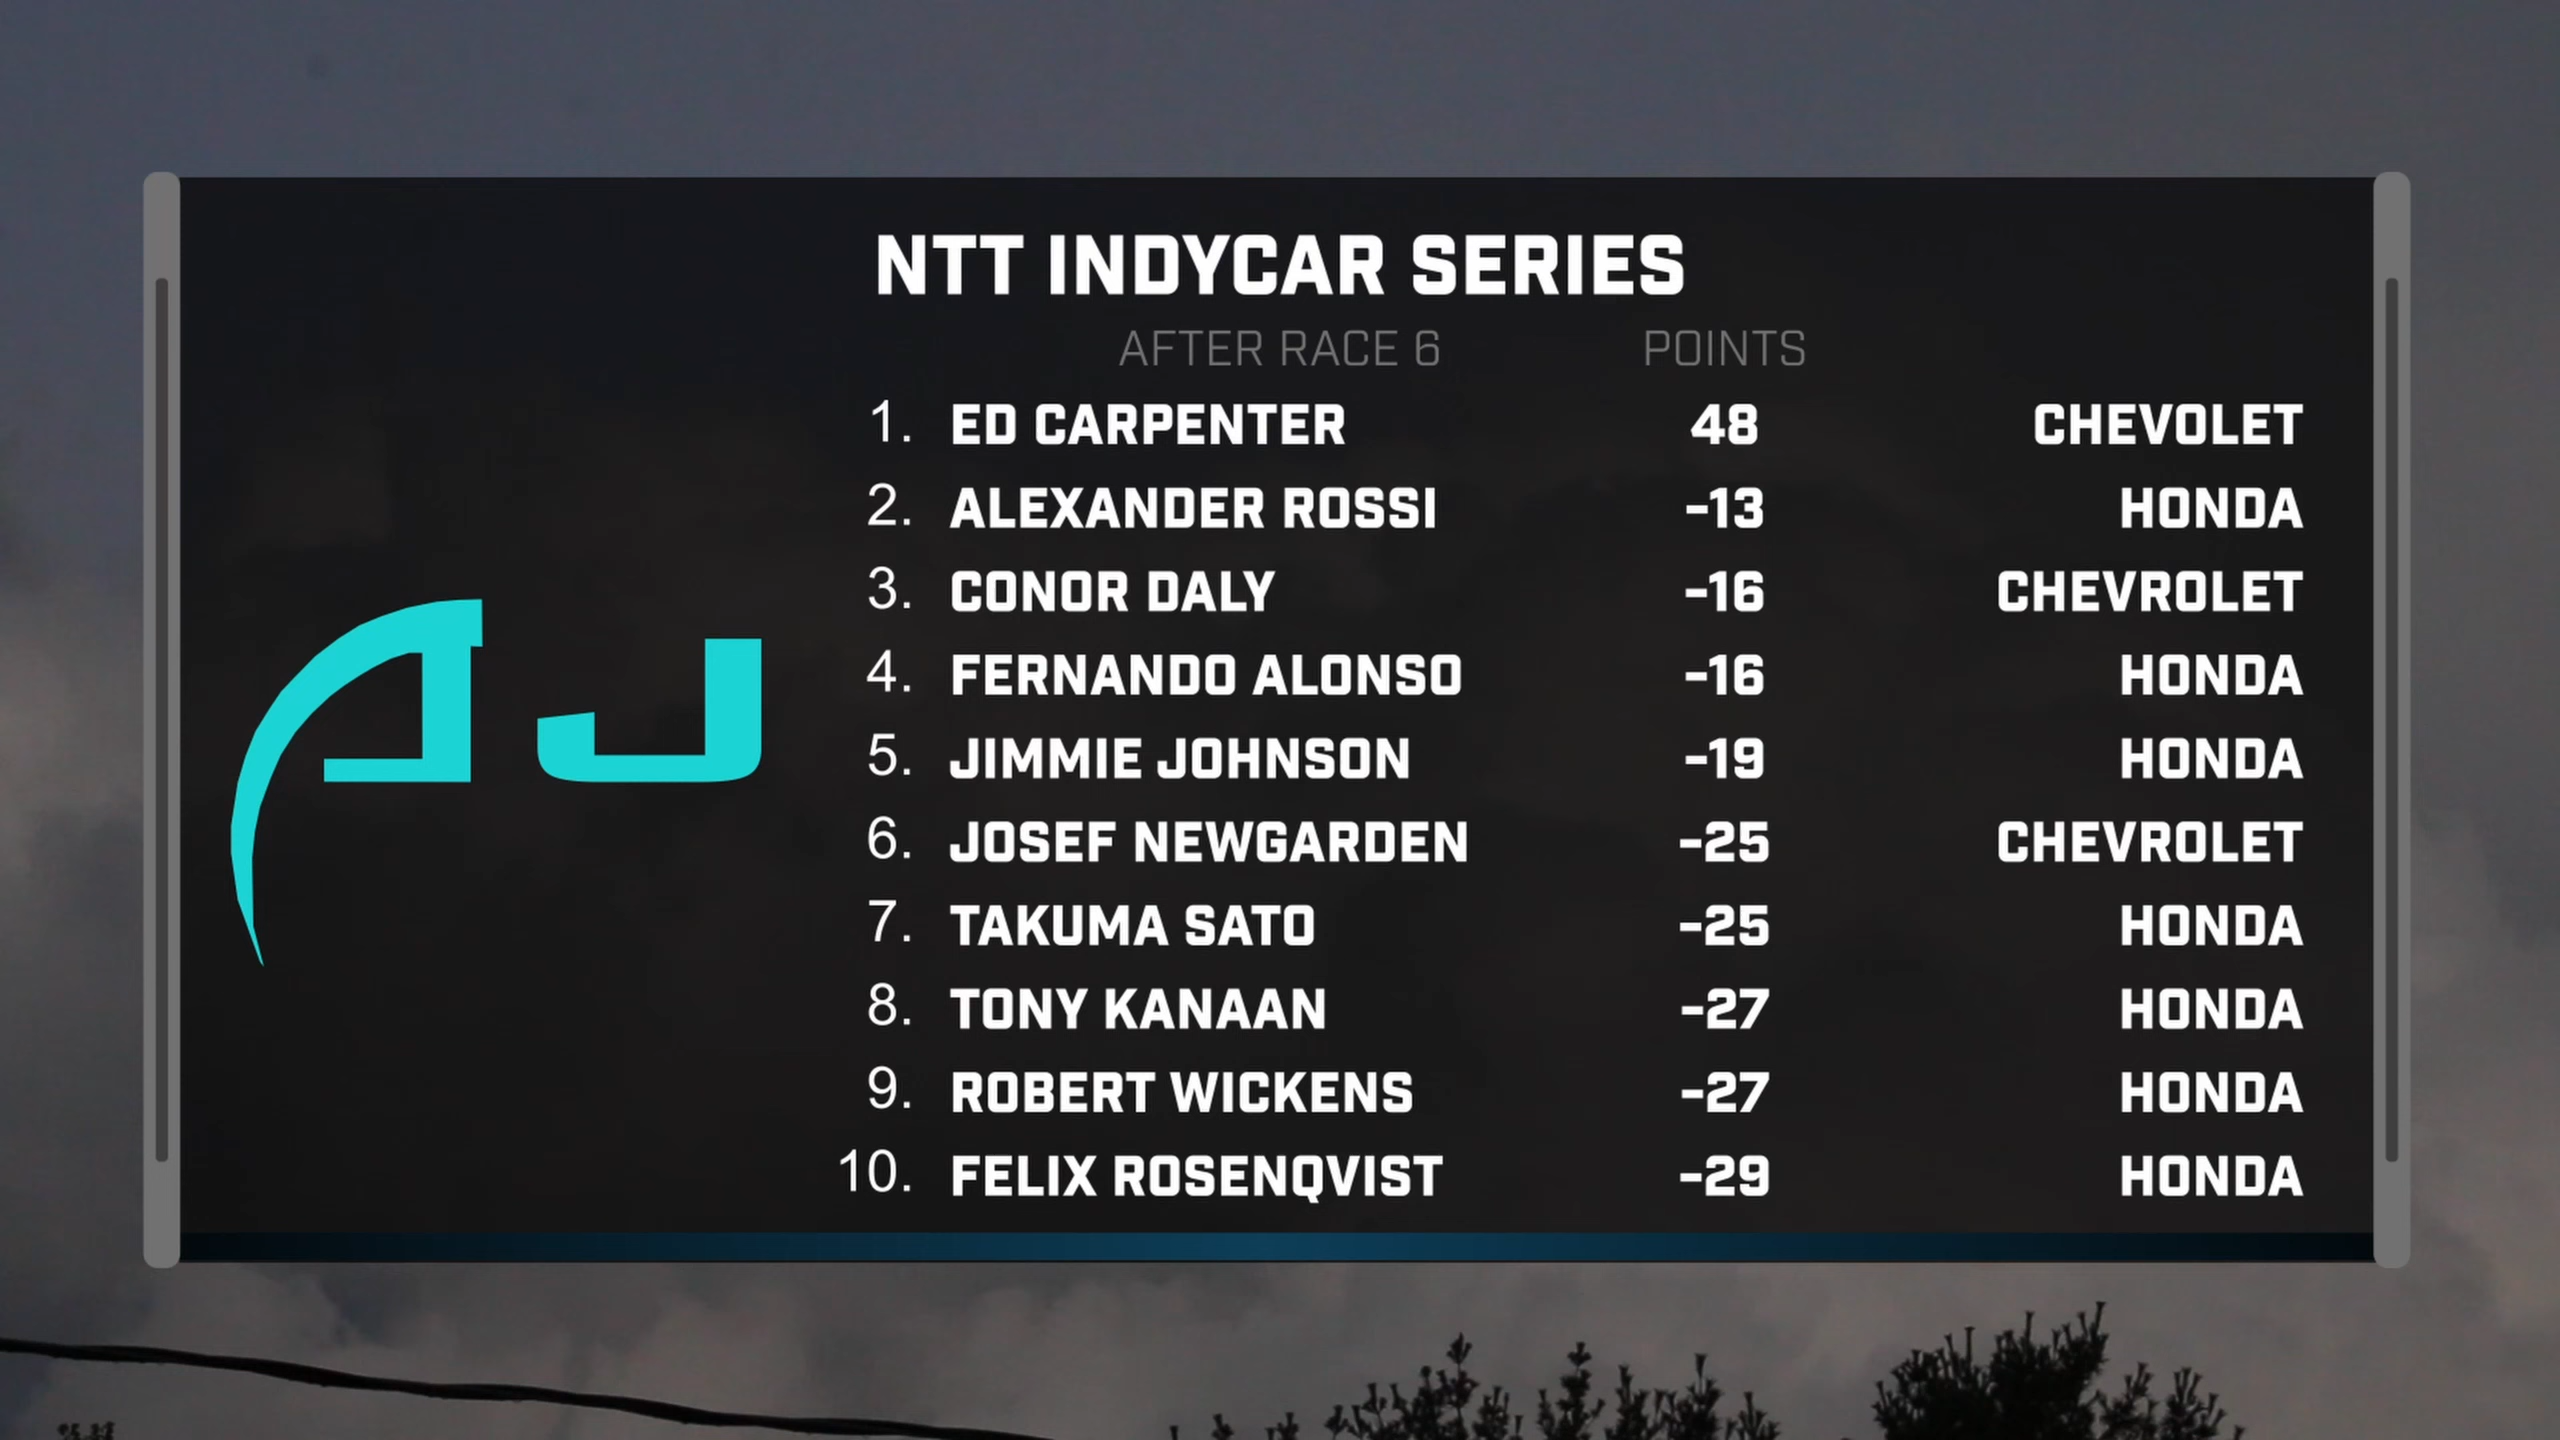 NTT INDYCAR SERIES
AFTER RACE 6 POINTS
1. ED CARPENTER 48 CHEVOLET
2. ALEXANDER ROSSI -13 HONDA
3. CONOR DALY -16 CHEVROLET
4. FERNANDO ALONSO -16 HONDA
5. JIMMIE JOHNSON -19 HONDA
6. JOSEF NEWGARDEN -25 CHEVROLET
7. TAKUMA SATO -25 HONDA
8. TONY KANAAN -27 HONDA
9. ROBERT WICKENS -27 HONDA
10. FELIX ROSENQVIST -29 HONDA
AJ